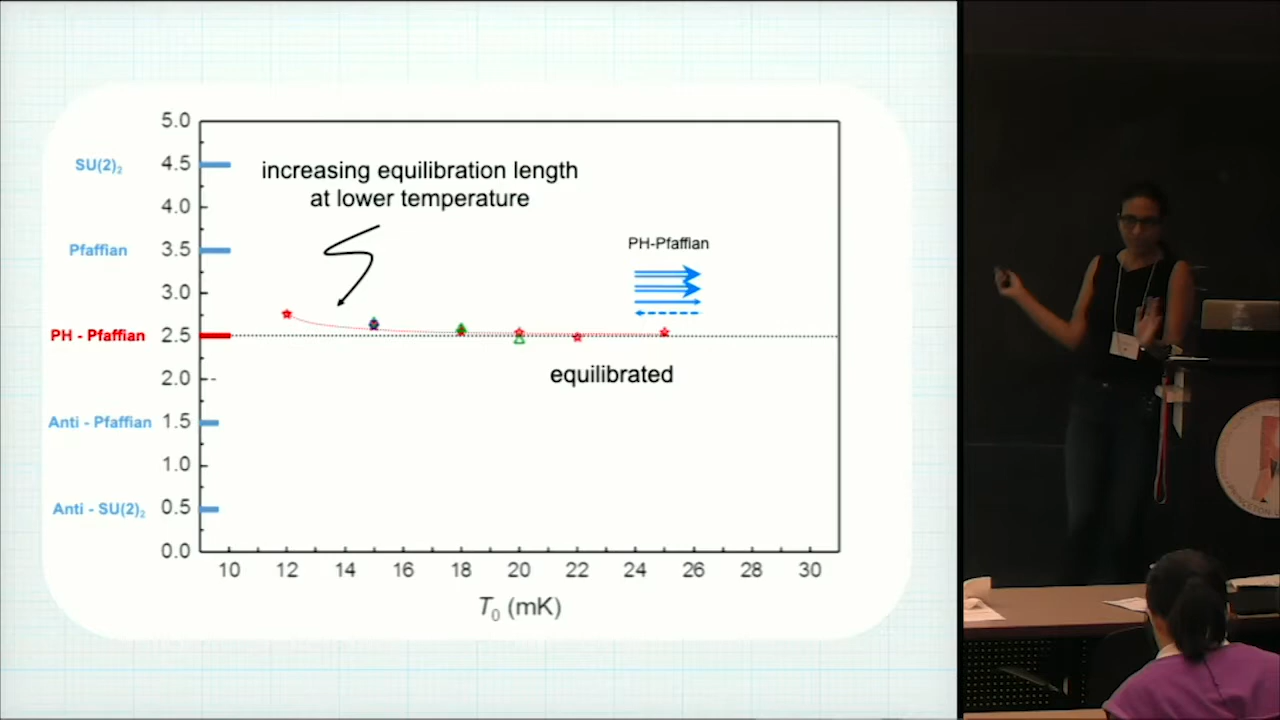 5.0
SU(2)₂ 4.5
increasing equilibration length
at lower temperature
4.0
Pfaffian 3.5
PH-Pfaffian
3.0
PH - Pfaffian 2.5
equilibrated
2.0
Anti - Pfaffian 1.5
1.0
Anti - SU(2)₂ 0.5
0.0
10 12 14 16 18 20 22 24 26 28 30
T₀ (mK)